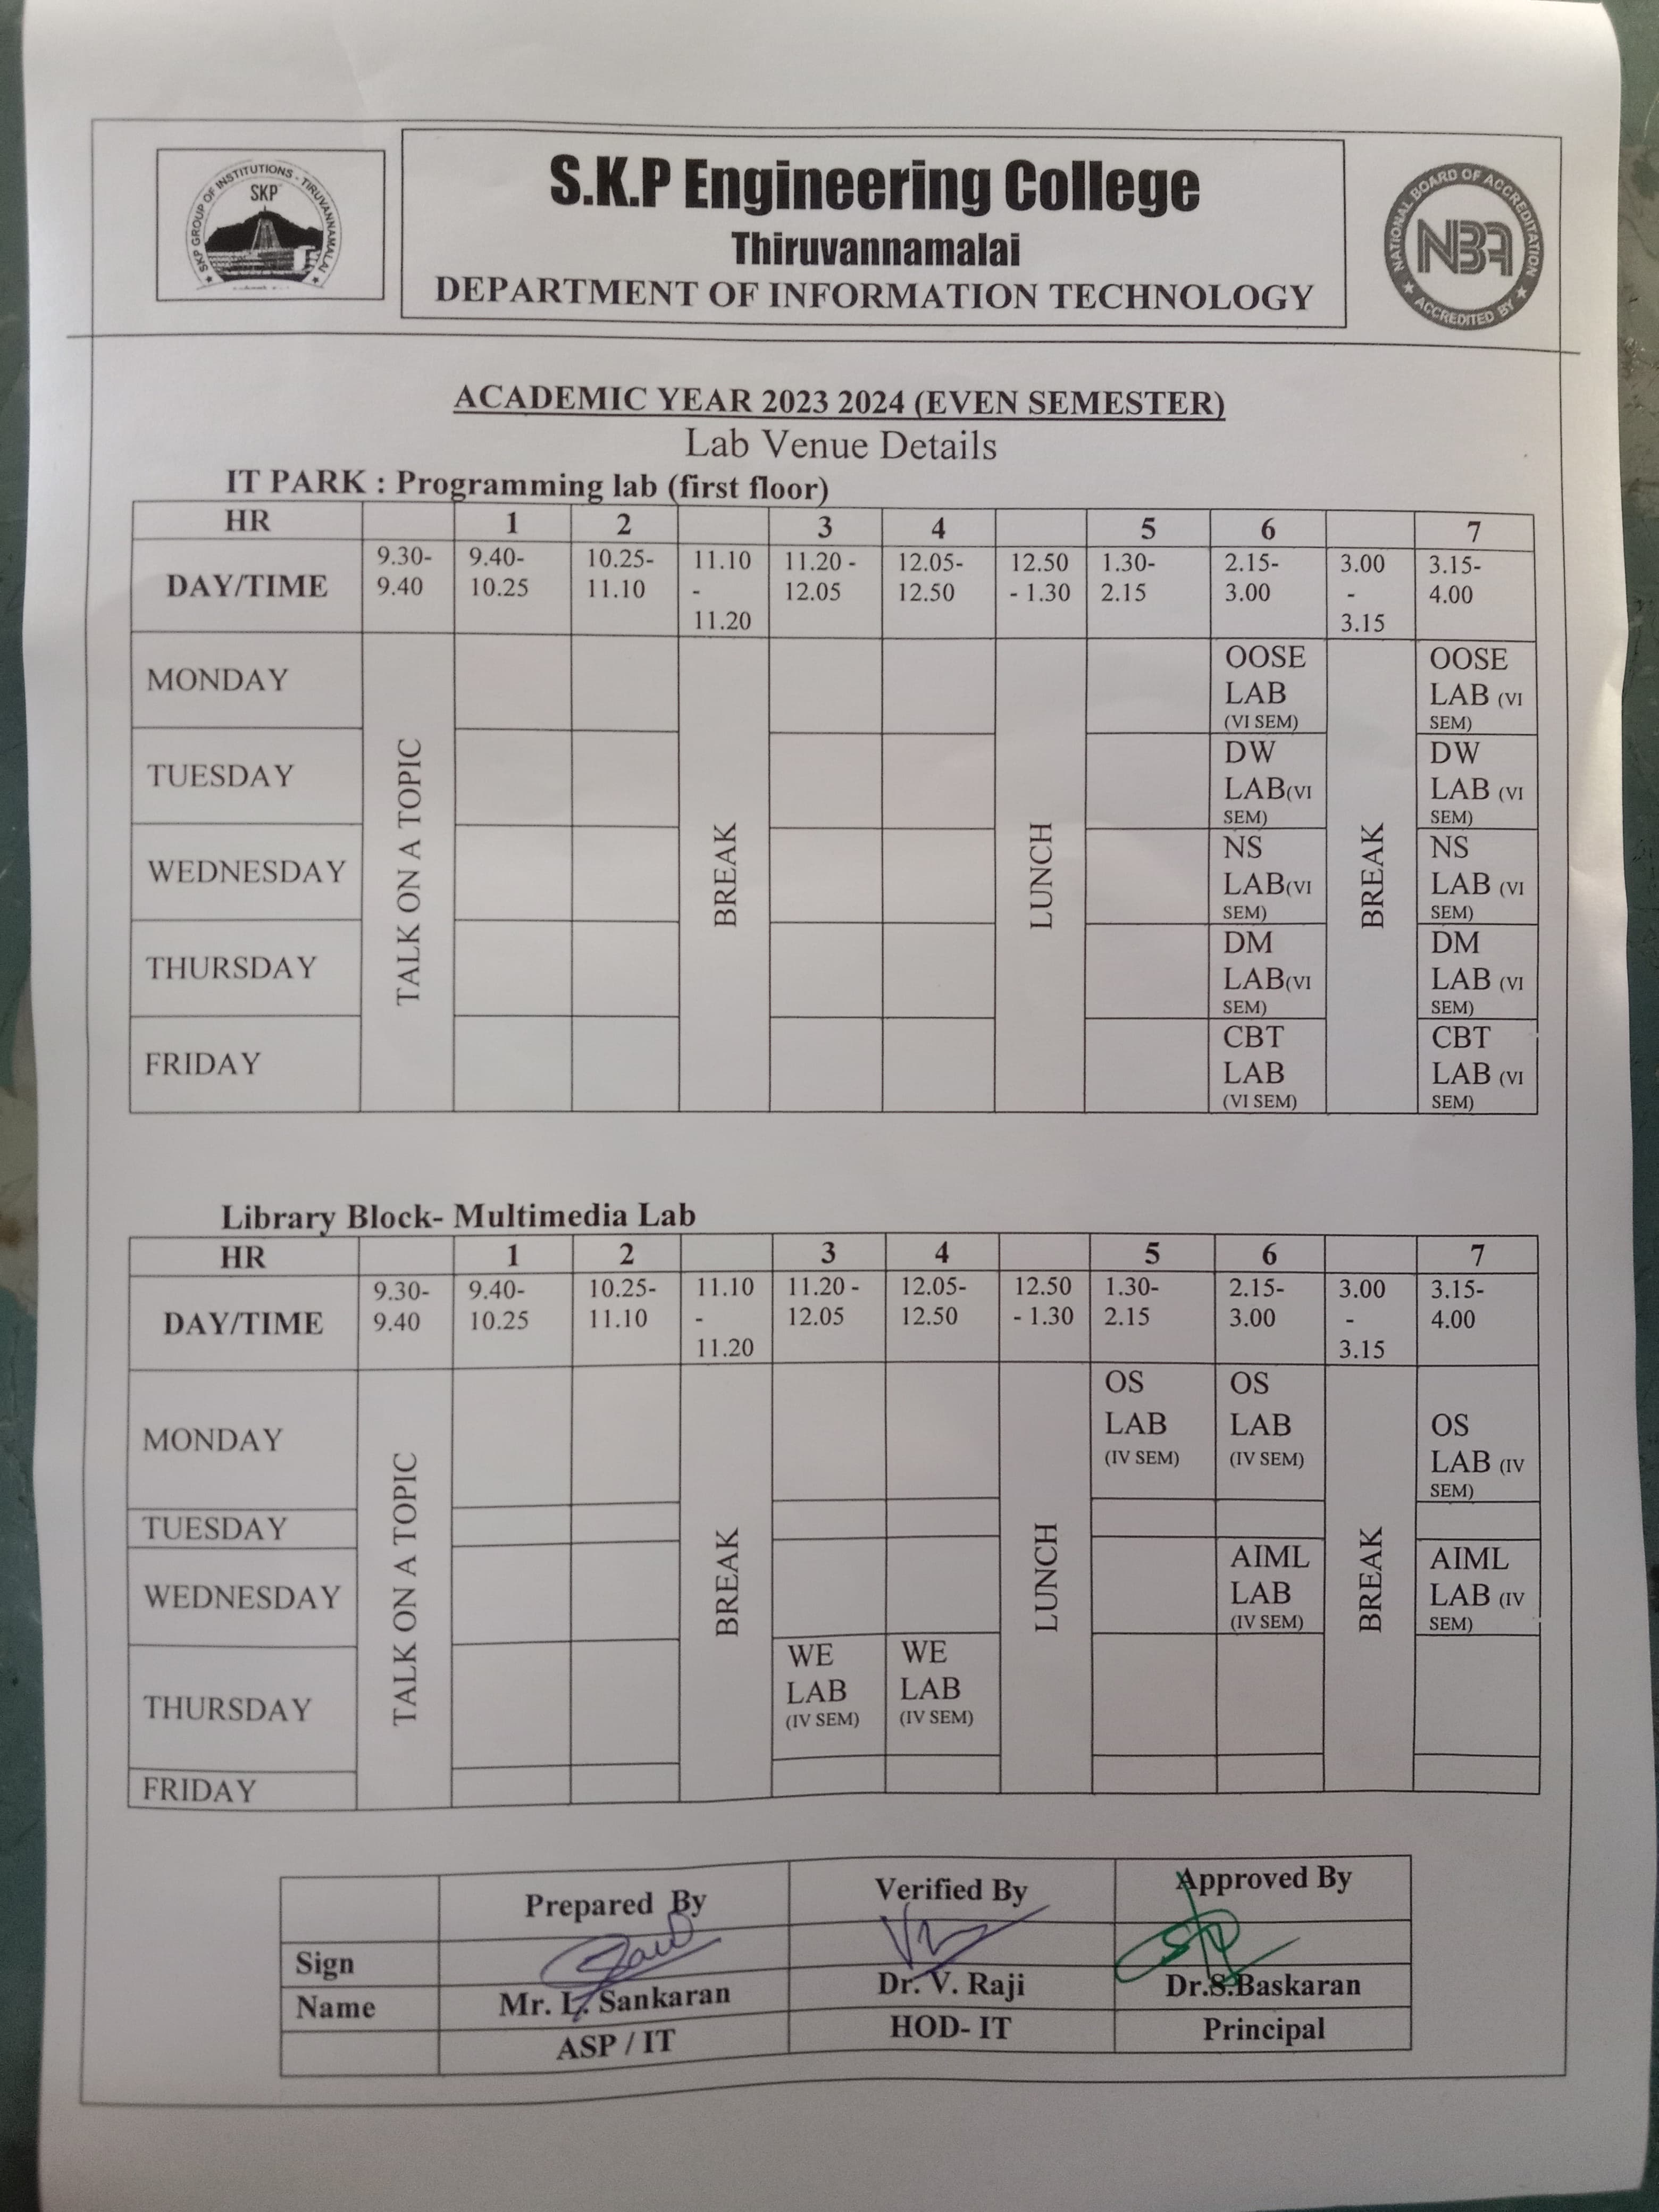 SKP GROUP OF INSTITUTIONS - TIRUVANNAMALAI
SKP
S.K.P Engineering College
Thiruvannamalai
DEPARTMENT OF INFORMATION TECHNOLOGY
NATIONAL BOARD OF ACCREDITATION
NBA
ACCREDITED BY
ACADEMIC YEAR 2023 2024 (EVEN SEMESTER)
Lab Venue Details
IT PARK : Programming lab (first floor)
HR 1 2 3 4 5 6 7
DAY/TIME 9.30-9.40 9.40-10.25 10.25-11.10 11.10-11.20 11.20 -12.05 12.05-12.50 12.50 - 1.30 1.30-2.15 2.15-3.00 3.00-3.15 3.15-4.00
TALK ON A TOPIC BREAK LUNCH BREAK
MONDAY OOSE LAB (VI SEM) OOSE LAB (VI SEM)
TUESDAY DW LAB(VI SEM) DW LAB (VI SEM)
WEDNESDAY NS LAB(VI SEM) NS LAB (VI SEM)
THURSDAY DM LAB(VI SEM) DM LAB (VI SEM)
FRIDAY CBT LAB (VI SEM) CBT LAB (VI SEM)
Library Block- Multimedia Lab
HR 1 2 3 4 5 6 7
DAY/TIME 9.30-9.40 9.40-10.25 10.25-11.10 11.10-11.20 11.20 -12.05 12.05-12.50 12.50 - 1.30 1.30-2.15 2.15-3.00 3.00-3.15 3.15-4.00
TALK ON A TOPIC BREAK LUNCH BREAK
MONDAY OS LAB (IV SEM) OS LAB (IV SEM) OS LAB (IV SEM)
TUESDAY
WEDNESDAY AIML LAB (IV SEM) AIML LAB (IV SEM)
THURSDAY WE LAB (IV SEM) WE LAB (IV SEM)
FRIDAY
Prepared By Verified By Approved By
Sign
Name Mr. L. Sankaran Dr. V. Raji Dr.S.Baskaran
ASP / IT HOD- IT Principal